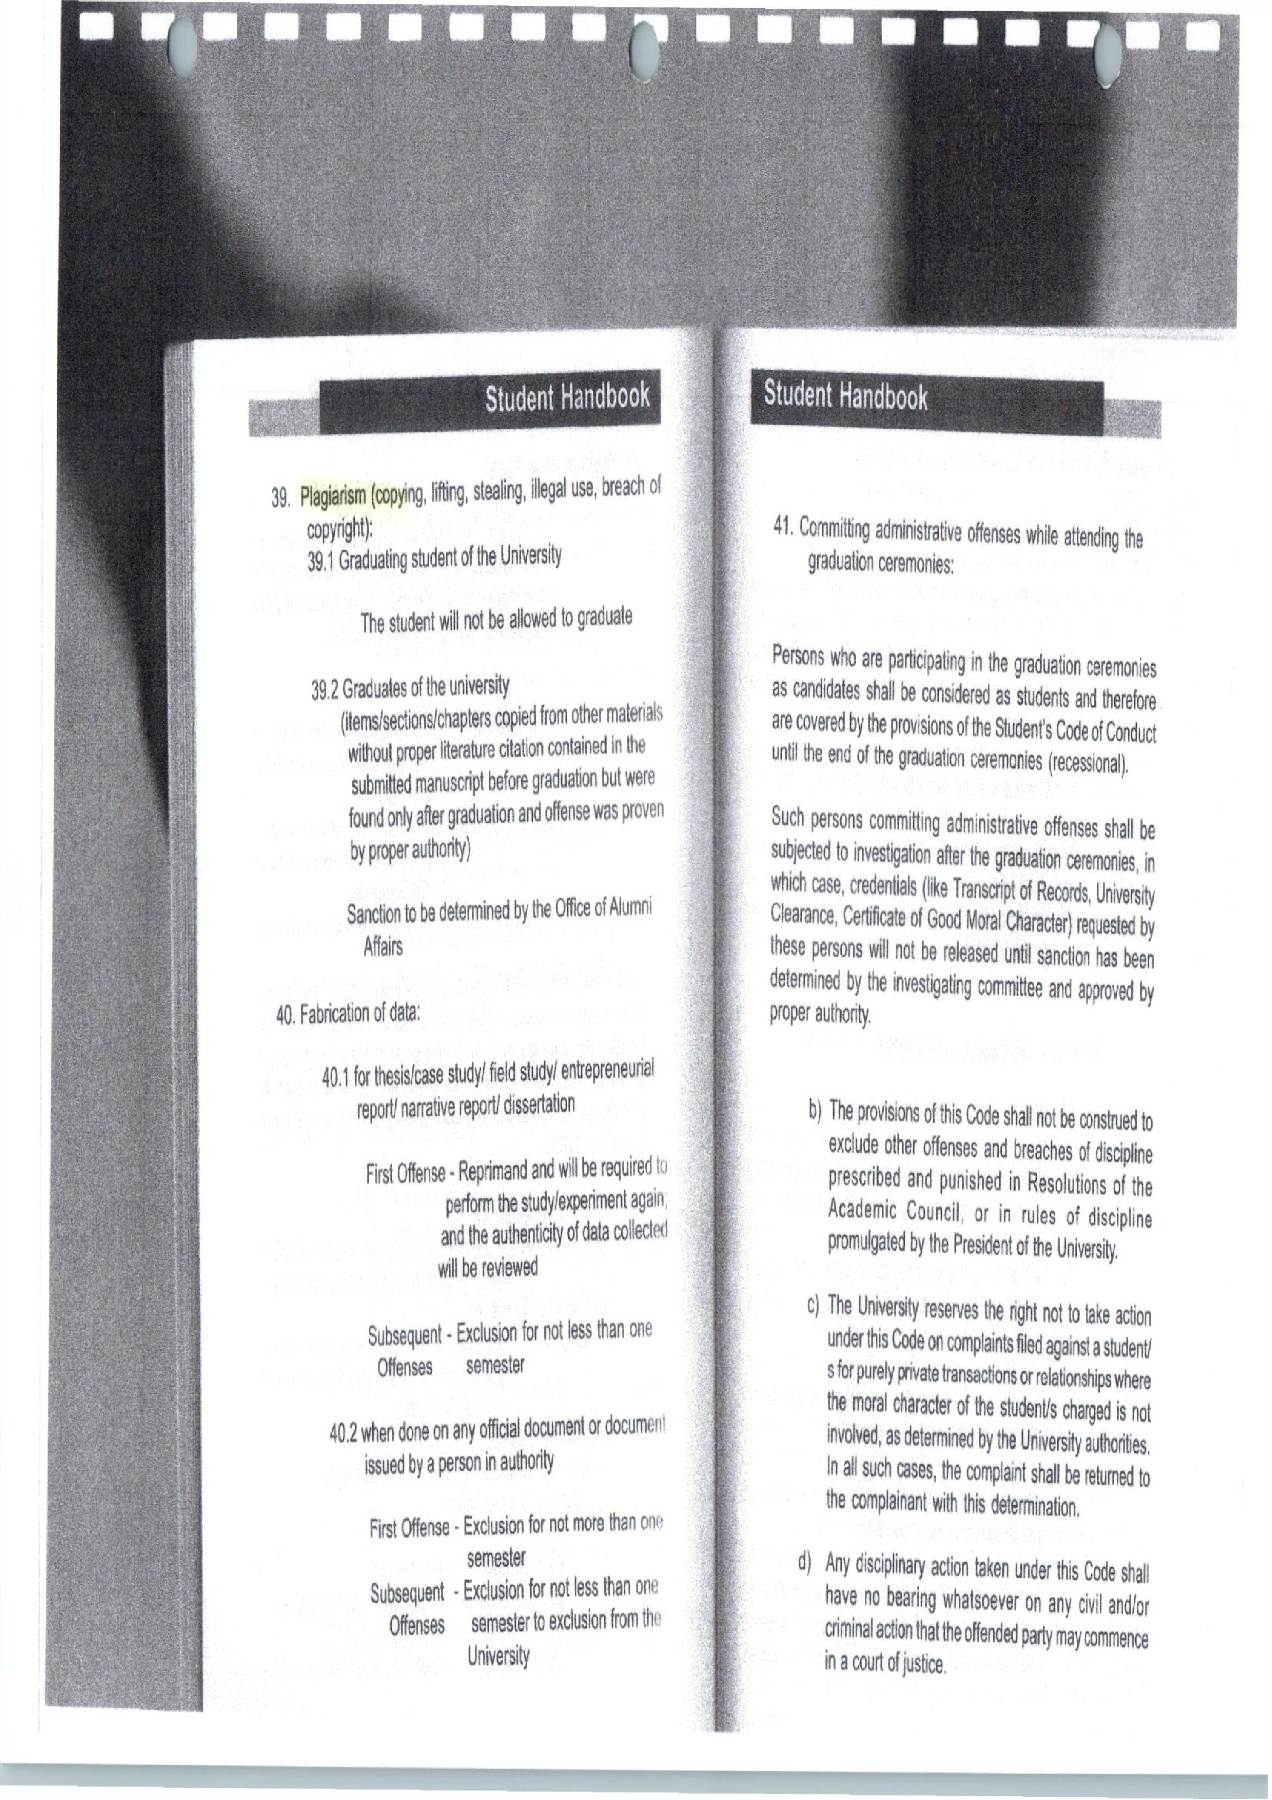 Student Handbook
39. Plagiarism (copying, lifting, stealing, illegal use, breach of
copyright):
39.1 Graduating student of the University
The student will not be allowed to graduate
39.2 Graduates of the university
(items/sections/chapters copied from other materials
without proper literature citation contained in the
submitted manuscript before graduation but were
found only after graduation and offense was proven
by proper authority)
Sanction to be determined by the Office of Alumni
Affairs
40. Fabrication of data:
40.1 for thesis/case study/ field study/ entrepreneurial
report/ narrative report/ dissertation
First Offense - Reprimand and will be required to
perform the study/experiment again,
and the authenticity of data collected
will be reviewed
Subsequent - Exclusion for not less than one
Offenses semester
40.2 when done on any official document or document
issued by a person in authority
First Offense - Exclusion for not more than one
semester
Subsequent - Exclusion for not less than one
Offenses semester to exclusion from the
University
Student Handbook
41. Committing administrative offenses while attending the
graduation ceremonies:
Persons who are participating in the graduation ceremonies
as candidates shall be considered as students and therefore
are covered by the provisions of the Student's Code of Conduct
until the end of the graduation ceremonies (recessional).
Such persons committing administrative offenses shall be
subjected to investigation after the graduation ceremonies, in
which case, credentials (like Transcript of Records, University
Clearance, Certificate of Good Moral Character) requested by
these persons will not be released until sanction has been
determined by the investigating committee and approved by
proper authority.
b) The provisions of this Code shall not be construed to
exclude other offenses and breaches of discipline
prescribed and punished in Resolutions of the
Academic Council, or in rules of discipline
promulgated by the President of the University.
c) The University reserves the right not to take action
under this Code on complaints filed against a student/
s for purely private transactions or relationships where
the moral character of the student/s charged is not
involved, as determined by the University authorities.
In all such cases, the complaint shall be returned to
the complainant with this determination.
d) Any disciplinary action taken under this Code shall
have no bearing whatsoever on any civil and/or
criminal action that the offended party may commence
in a court of justice.